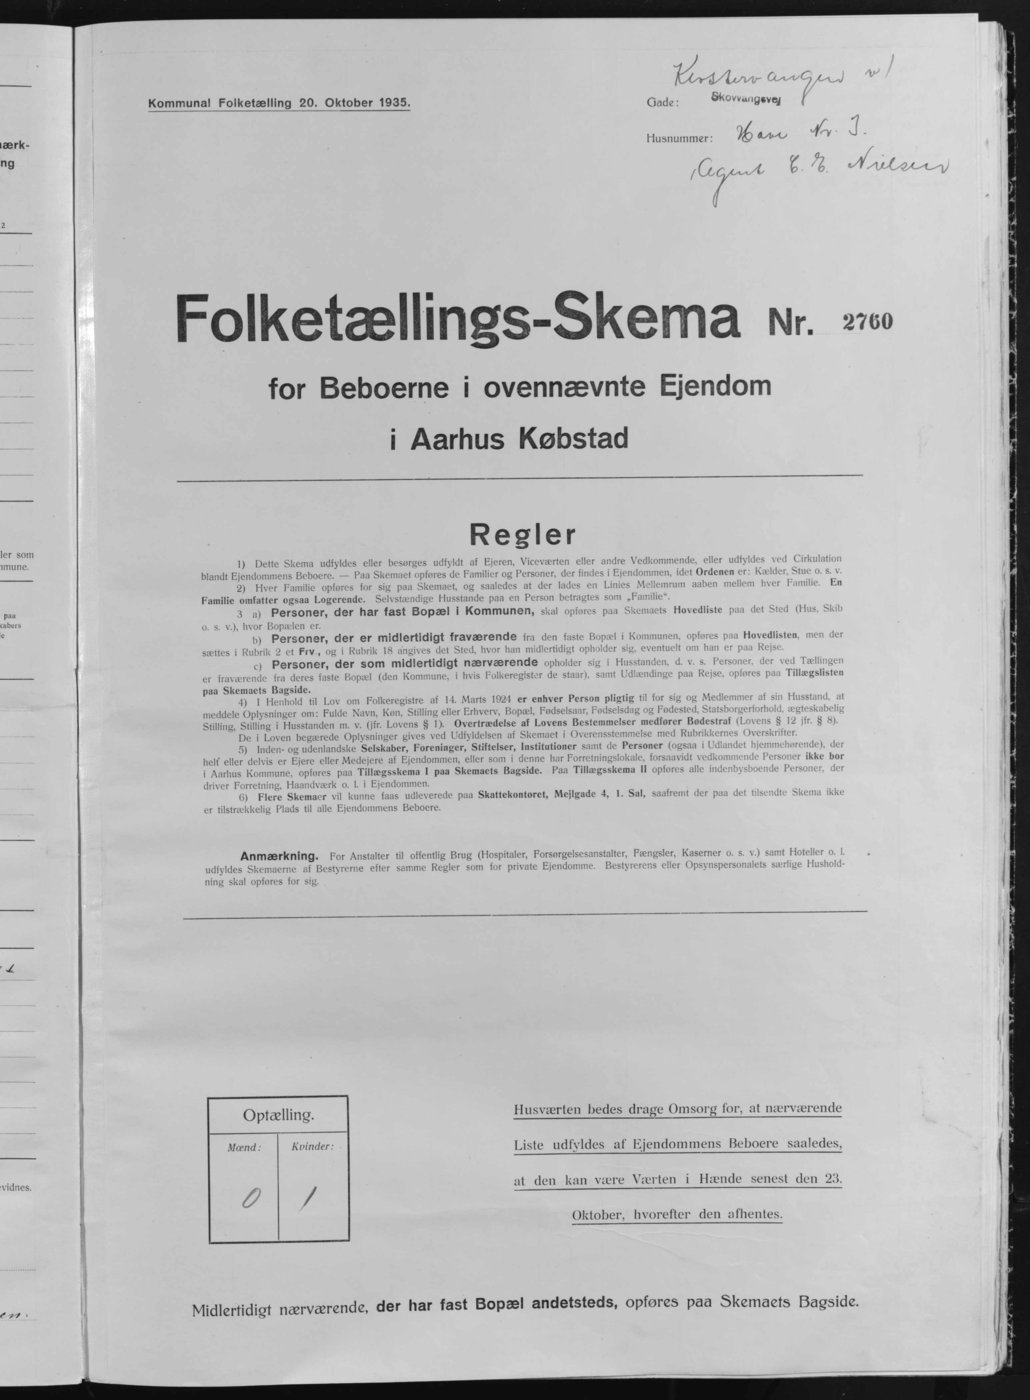 Kommunal Folketælling 20. Oktober 1935.
Gade: Skovvangsvej
Husnummer: Have Nr. 3.
Agent C. E. Nielsen
Folketællings-Skema Nr. 2760
for Beboerne i ovennævnte Ejendom
i Aarhus Købstad
Regler
1) Dette Skema udfyldes eller besørges udfyldt af Ejeren, Viceværten eller andre Vedkommende, eller udfyldes ved Cirkulation
blandt Ejendommens Beboere. — Paa Skemaet opføres de Familier og Personer, der findes i Ejendommen, idet Ordenen er: Kælder, Stue o. s. v.
2) Hver Familie opføres for sig paa Skemaet, og saaledes at der lades en Linies Mellemrum aaben mellem hver Familie. En
Familie omfatter ogsaa Logerende. Selvstændige Husstande paa en Person betragtes som „Familie“.
3 a) Personer, der har fast Bopæl i Kommunen, skal opføres paa Skemaets Hovedliste paa det Sted (Hus, Skib
o. s. v.), hvor Bopælen er.
b) Personer, der er midlertidigt fraværende fra den faste Bopæl i Kommunen, opføres paa Hovedlisten, men der
sættes i Rubrik 2 et Frv., og i Rubrik 18 angives det Sted, hvor han midlertidigt opholder sig, eventuelt om han er paa Rejse.
c) Personer, der som midlertidigt nærværende opholder sig i Husstanden, d. v. s. Personer, der ved Tællingen
er fraværende fra deres faste Bopæl (den Kommune, i hvis Folkeregister de staar), samt Udlændinge paa Rejse, opføres paa Tillægslisten
paa Skemaets Bagside.
4) I Henhold til Lov om Folkeregistre af 14. Marts 1924 er enhver Person pligtig til for sig og Medlemmer af sin Husstand, at
meddele Oplysninger om: Fulde Navn, Køn, Stilling eller Erhverv, Bopæl, Fødselsaar, Fødselsdag og Fødested, Statsborgerforhold, ægteskabelig
Stilling, Stilling i Husstanden m. v. (jfr. Lovens § 1). Overtrædelse af Lovens Bestemmelser medfører Bødestraf (Lovens § 12 jfr. § 8).
De i Loven begærede Oplysninger gives ved Udfyldelsen af Skemaet i Overensstemmelse med Rubrikkernes Overskrifter.
5) Inden- og udenlandske Selskaber, Foreninger, Stiftelser, Institutioner samt de Personer (ogsaa i Udlandet hjemmehørende), der
helf eller delvis er Ejere eller Medejere af Ejendommen, eller som i denne har Forretningslokale, forsaavidt vedkommende Personer ikke bor
i Aarhus Kommune, opføres paa Tillægsskema I paa Skemaets Bagside. Paa Tillægsskema II opføres alle indenbysboende Personer, der
driver Forretning, Haandværk o. l. i Ejendommen.
6) Flere Skemaer vil kunne faas udleverede paa Skattekontoret, Mejlgade 4, 1. Sal, saafremt der paa det tilsendte Skema ikke
er tilstrækkelig Plads til alle Ejendommens Beboere.
Anmærkning. For Anstalter til offentlig Brug (Hospitaler, Forsørgelsesanstalter, Fængsler, Kaserner o. s. v.) samt Hoteller o. l.
udfyldes Skemaerne af Bestyrerne efter samme Regler som for private Ejendomme. Bestyrerens eller Opsynspersonalets særlige Hushold-
ning skal opføres for sig.
Optælling.
Mænd: Kvinder:
0 1
Husværten bedes drage Omsorg for, at nærværende
Liste udfyldes af Ejendommens Beboere saaledes,
at den kan være Værten i Hænde senest den 23.
Oktober, hvorefter den afhentes.
Midlertidigt nærværende, der har fast Bopæl andetsteds, opføres paa Skemaets Bagside.